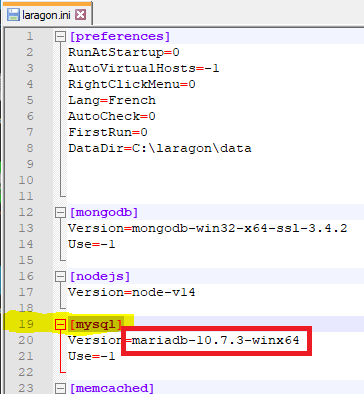 laragon.ini
1 [preferences]
2 RunAtStartup=0
3 AutoVirtualHosts=-1
4 RightClickMenu=0
5 Lang=French
6 AutoCheck=0
7 FirstRun=0
8 DataDir=C:\laragon\data
9
10
11
12 [mongodb]
13 Version=mongodb-win32-x64-ssl-3.4.2
14 Use=-1
15
16 [nodejs]
17 Version=node-v14
18
19 [mysql]
20 Version=mariadb-10.7.3-winx64
21 Use=-1
22
23 [memcached]